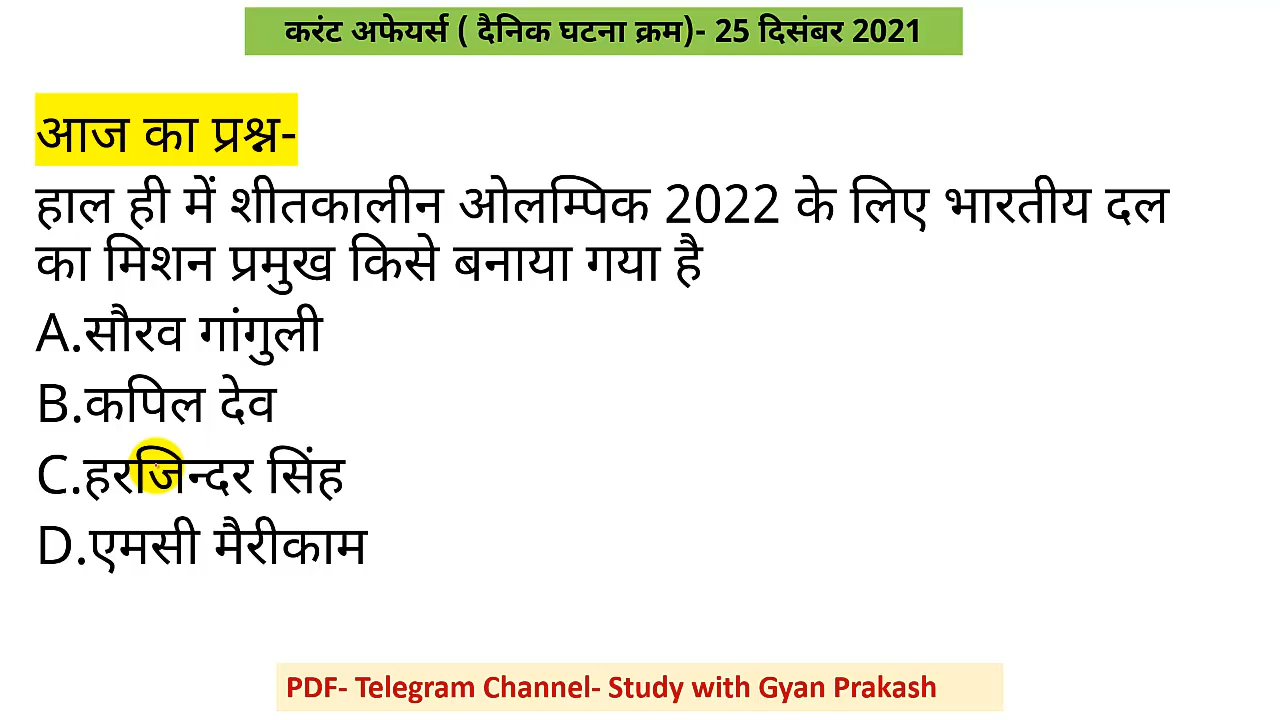 करंट अफेयर्स ( दैनिक घटना क्रम)- 25 दिसंबर 2021
आज का प्रश्न-
हाल ही में शीतकालीन ओलम्पिक 2022 के लिए भारतीय दल
का मिशन प्रमुख किसे बनाया गया है
A.सौरव गांगुली
B.कपिल देव
C.हरजिन्दर सिंह
D.एमसी मैरीकाम
PDF- Telegram Channel- Study with Gyan Prakash